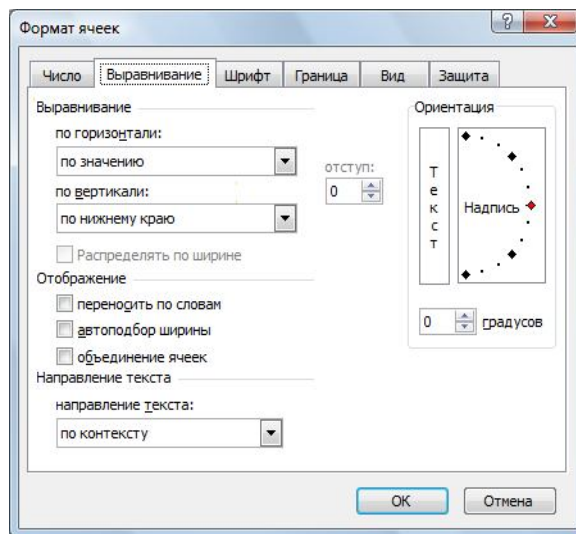 Формат ячеек
Число Выравнивание Шрифт Граница Вид Защита
Выравнивание
по горизонтали:
по значению
отступ:
0
по вертикали:
по нижнему краю
Распределять по ширине
Отображение
переносить по словам
автоподбор ширины
объединение ячеек
Направление текста
направление текста:
по контексту
Ориентация
Текст
Надпись
0 градусов
ОК Отмена